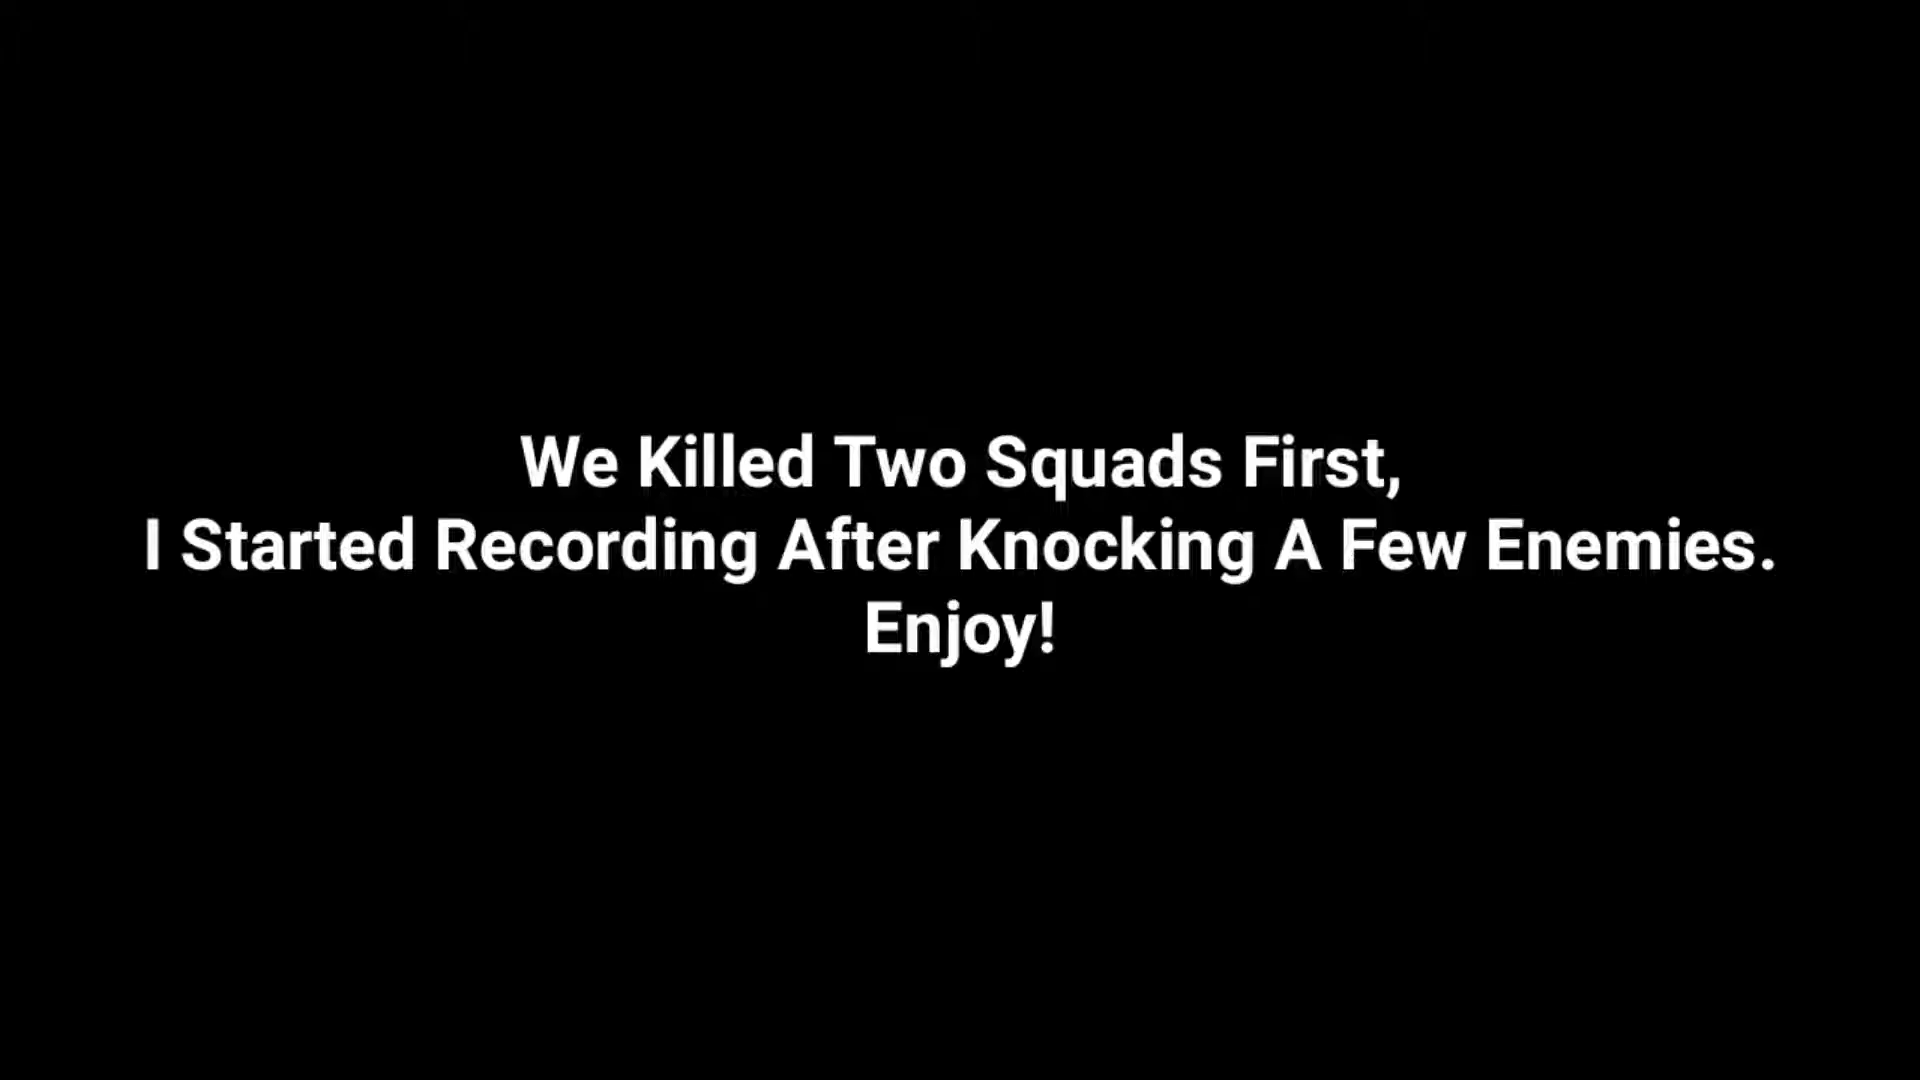 We Killed Two Squads First,
I Started Recording After Knocking A Few Enemies.
Enjoy!